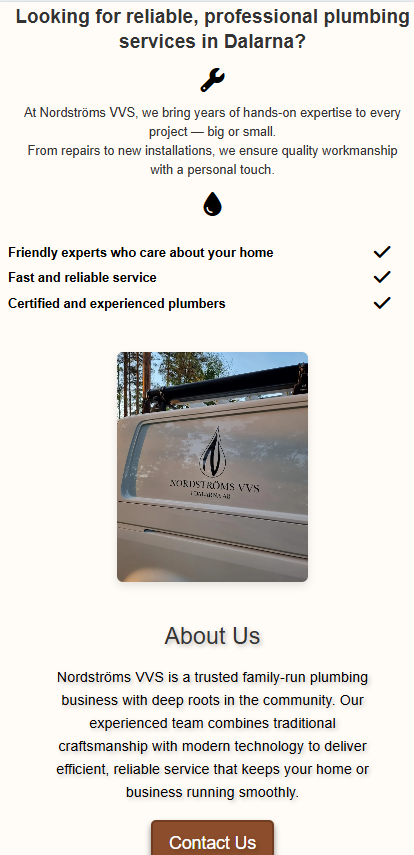 Looking for reliable, professional plumbing
services in Dalarna?
At Nordströms VVS, we bring years of hands-on expertise to every
project — big or small.
From repairs to new installations, we ensure quality workmanship
with a personal touch.
Friendly experts who care about your home
Fast and reliable service
Certified and experienced plumbers
NORDSTRÖMS VVS
I DALARNA AB
About Us
Nordströms VVS is a trusted family-run plumbing
business with deep roots in the community. Our
experienced team combines traditional
craftsmanship with modern technology to deliver
efficient, reliable service that keeps your home or
business running smoothly.
Contact Us